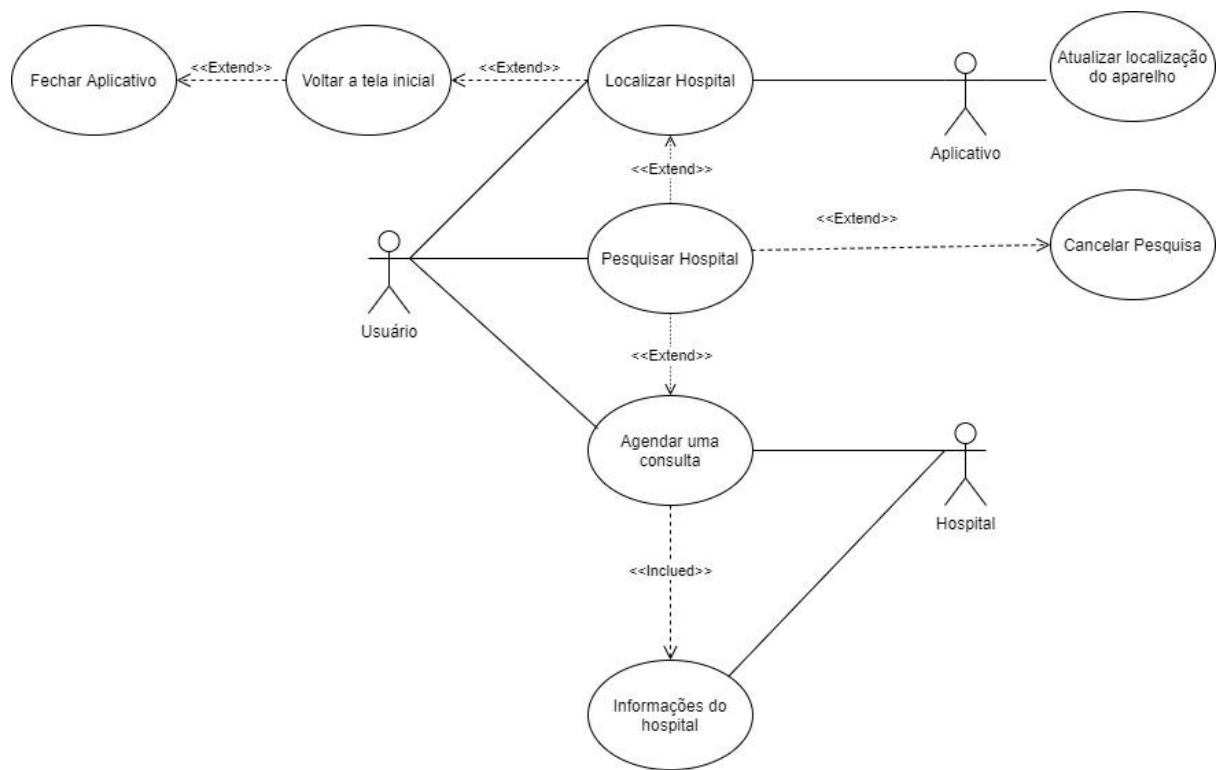 Fechar Aplicativo
<<Extend>>
Voltar a tela inicial
<<Extend>>
Localizar Hospital
Aplicativo
Atualizar localização
do aparelho
<<Extend>>
<<Extend>>
Pesquisar Hospital
Cancelar Pesquisa
Usuário
<<Extend>>
Agendar uma
consulta
Hospital
<<Inclued>>
Informações do
hospital